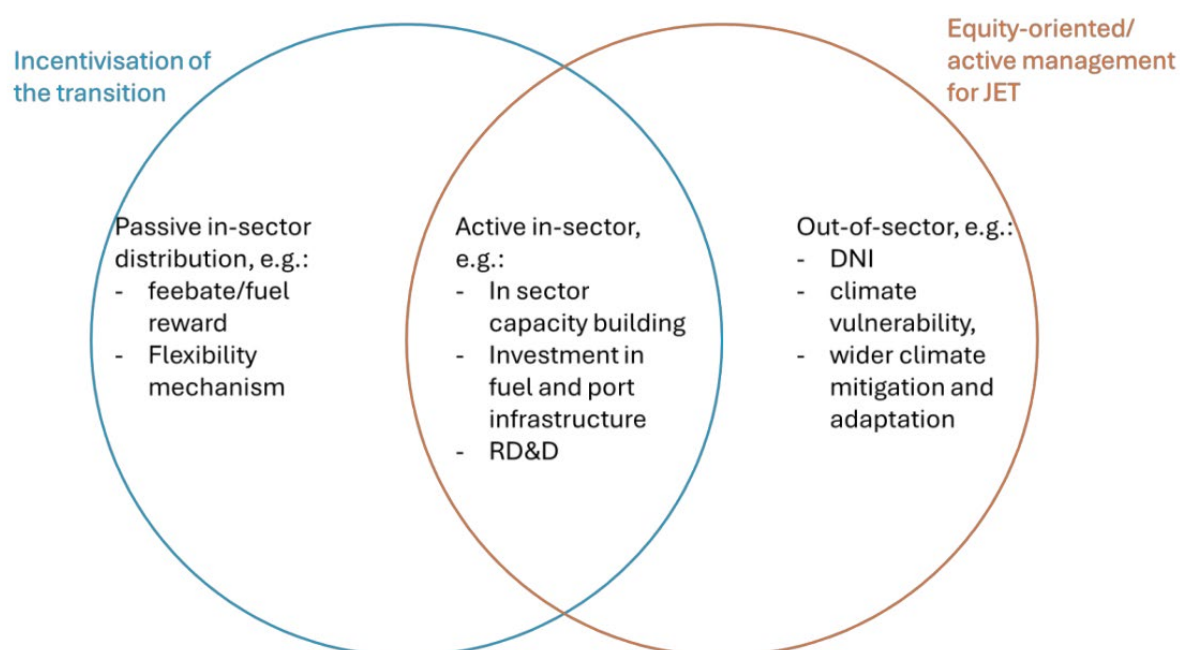 Incentivisation of
the transition
Equity-oriented/
active management
for JET
Passive in-sector
distribution, e.g.:
- feebate/fuel
reward
- Flexibility
mechanism
Active in-sector,
e.g.:
- In sector
capacity building
- Investment in
fuel and port
infrastructure
- RD&D
Out-of-sector, e.g.:
- DNI
- climate
vulnerability,
- wider climate
mitigation and
adaptation